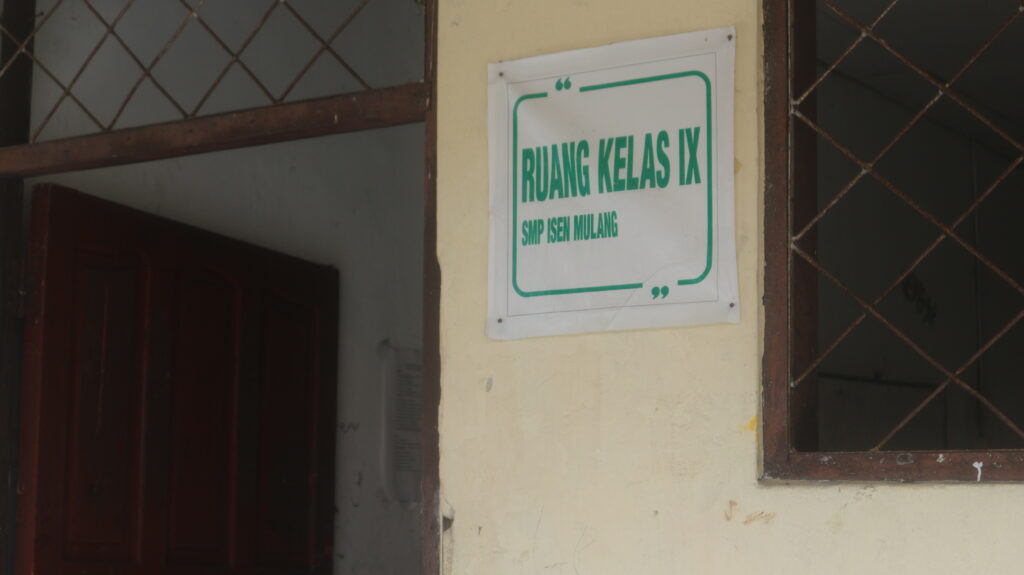 RUANG KELAS IX
SMP ISEN MULANG